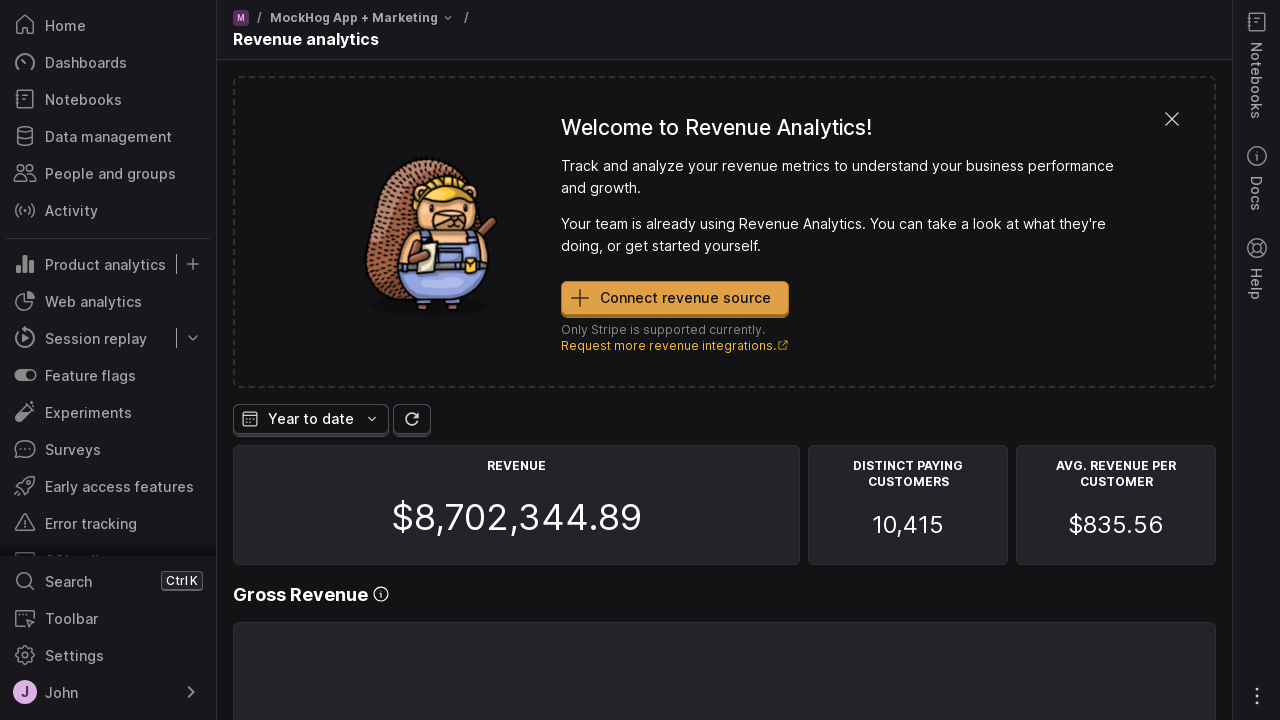 Home
Dashboards
Notebooks
Data management
People and groups
Activity
Product analytics
Web analytics
Session replay
Feature flags
Experiments
Surveys
Early access features
Error tracking
Search Ctrl K
Toolbar
Settings
J John
M / MockHog App + Marketing /
Revenue analytics
Welcome to Revenue Analytics!
Track and analyze your revenue metrics to understand your business performance
and growth.
Your team is already using Revenue Analytics. You can take a look at what they're
doing, or get started yourself.
Connect revenue source
Only Stripe is supported currently.
Request more revenue integrations.
Year to date
REVENUE
$8,702,344.89
DISTINCT PAYING
CUSTOMERS
10,415
AVG. REVENUE PER
CUSTOMER
$835.56
Gross Revenue
Notebooks
Docs
Help